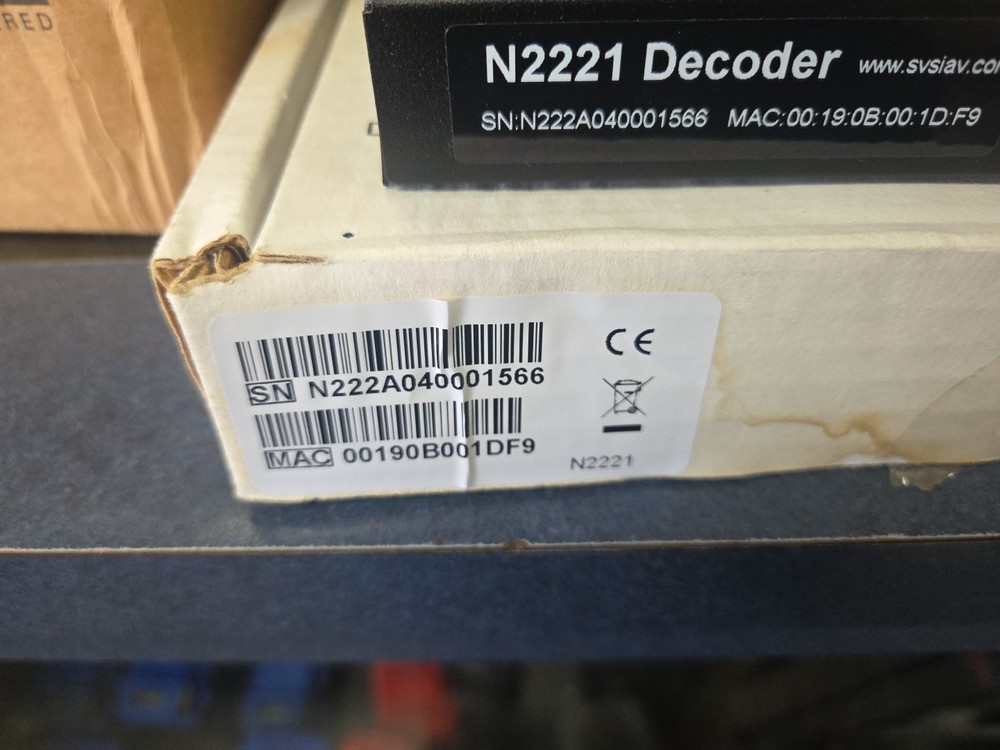 N2221 Decoder www.svsiav.co
SN:N222A040001566 MAC:00:19:0B:00:1D:F9
SN N222A040001566
MAC 00190B001DF9
CE
N2221